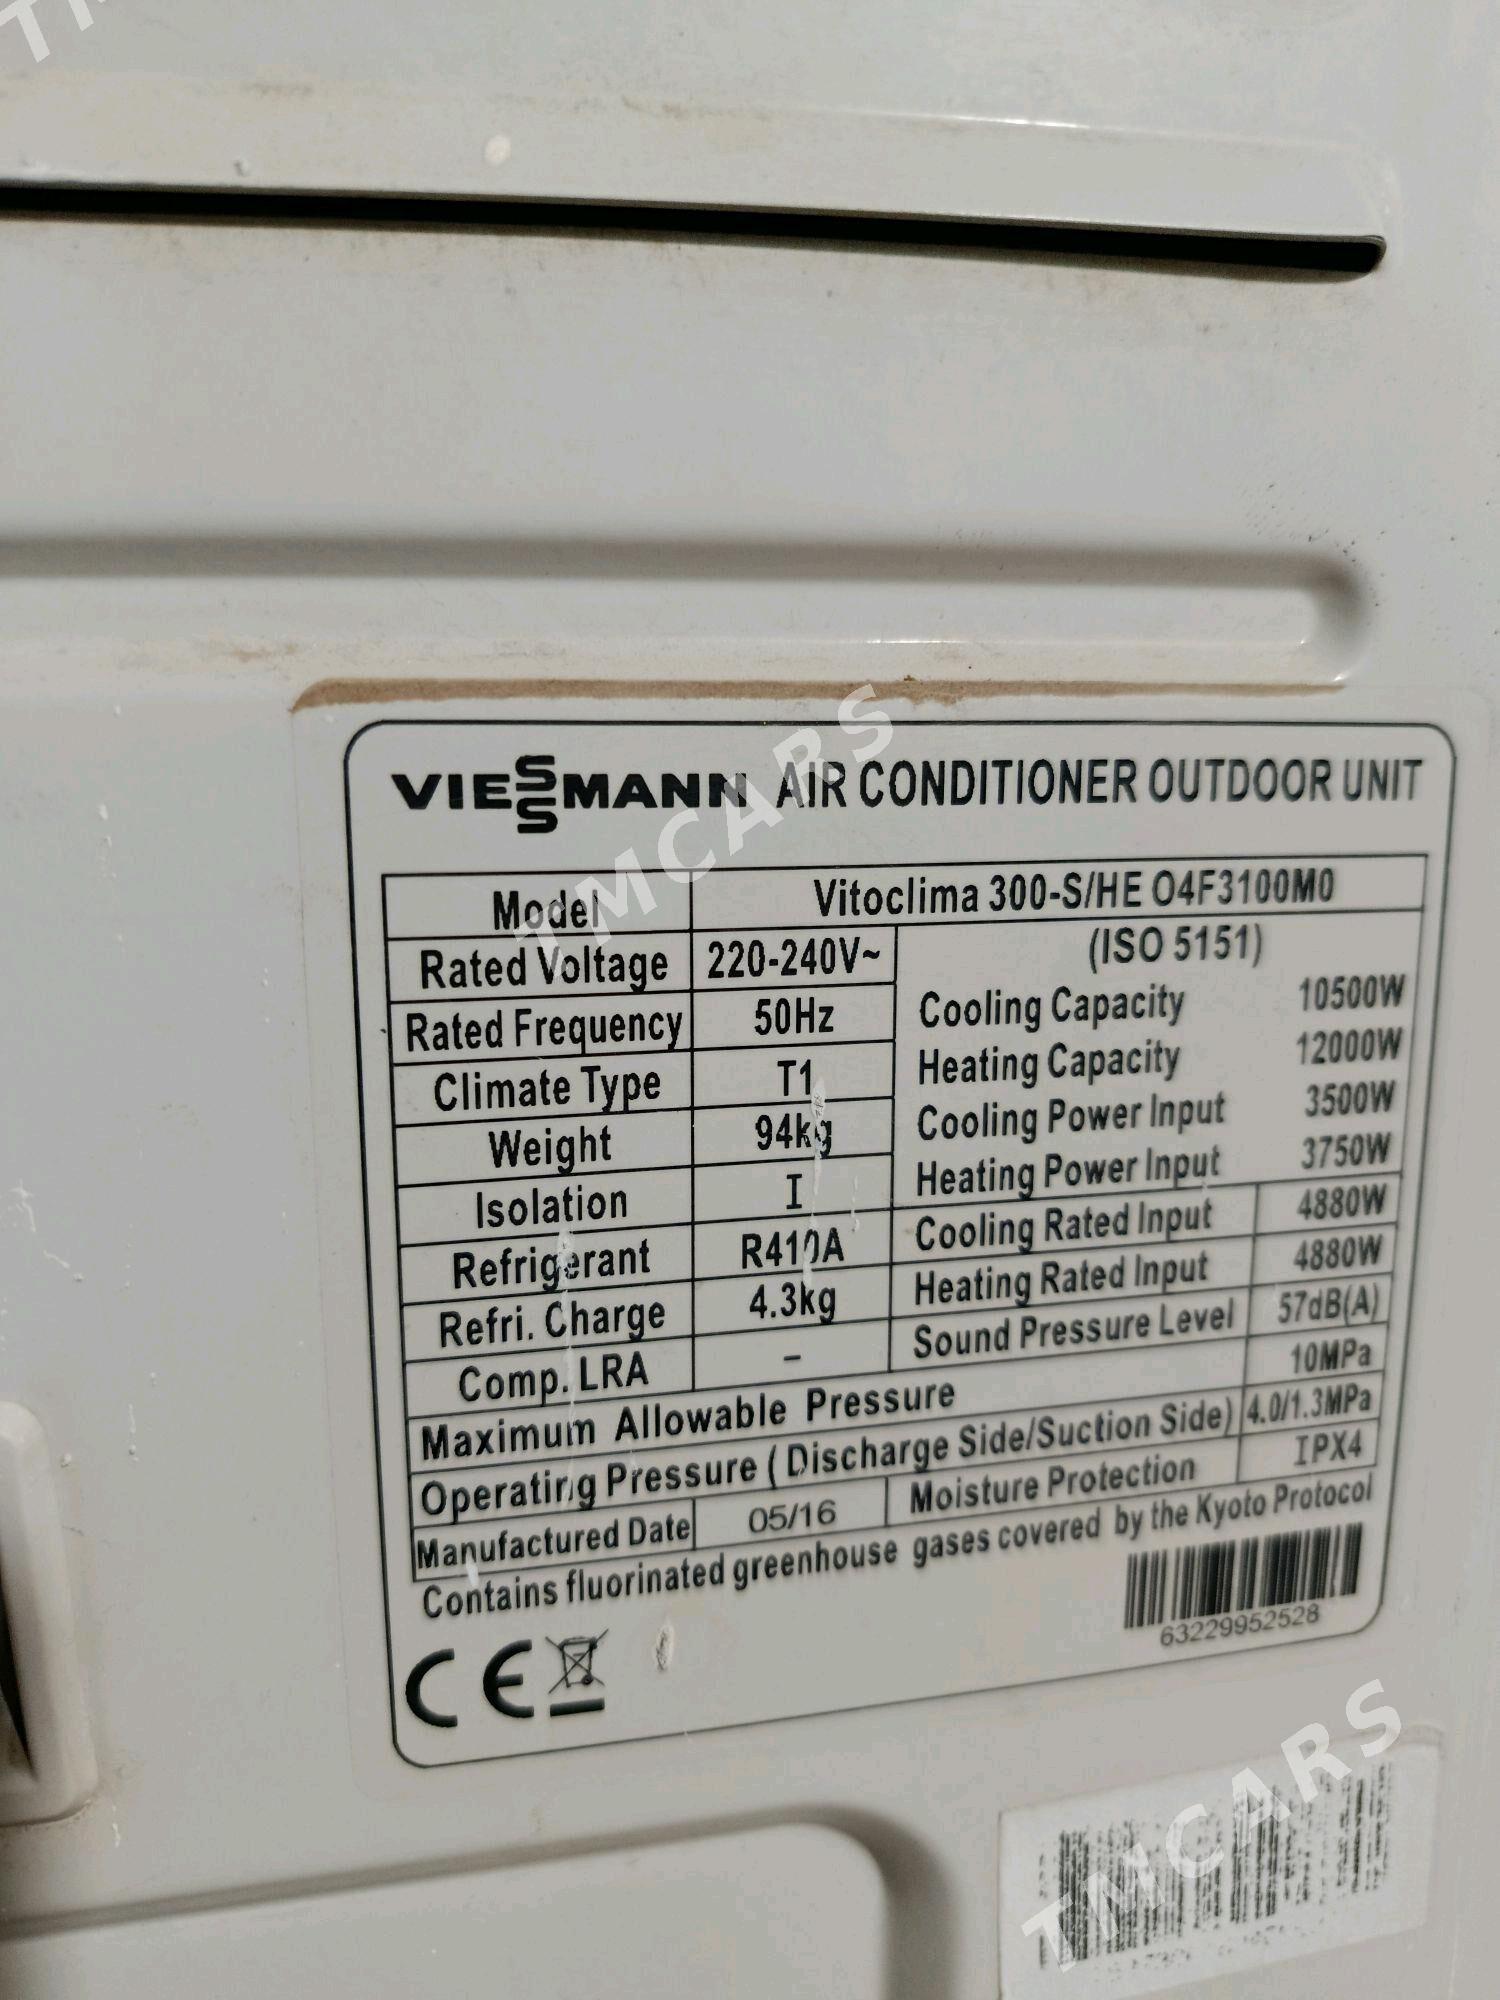 VIESSMANN AIR CONDITIONER OUTDOOR UNIT
Model Vitoclima 300-S/HE O4F3100M0
Rated Voltage 220-240V~ (ISO 5151)
Rated Frequency 50Hz Cooling Capacity 10500W
Climate Type T1 Heating Capacity 12000W
Weight 94kg Cooling Power Input 3500W
Isolation I Heating Power Input 3750W
Refrigerant R410A Cooling Rated Input 4880W
Refri. Charge 4.3kg Heating Rated Input 4880W
Comp. LRA – Sound Pressure Level 57dB(A)
Maximum Allowable Pressure 10MPa
Operating Pressure ( Discharge Side/Suction Side) 4.0/1.3MPa
Manufactured Date 05/16 Moisture Protection IPX4
Contains fluorinated greenhouse gases covered by the Kyoto Protocol
63229952528
CE
TMCARS
TMCARS